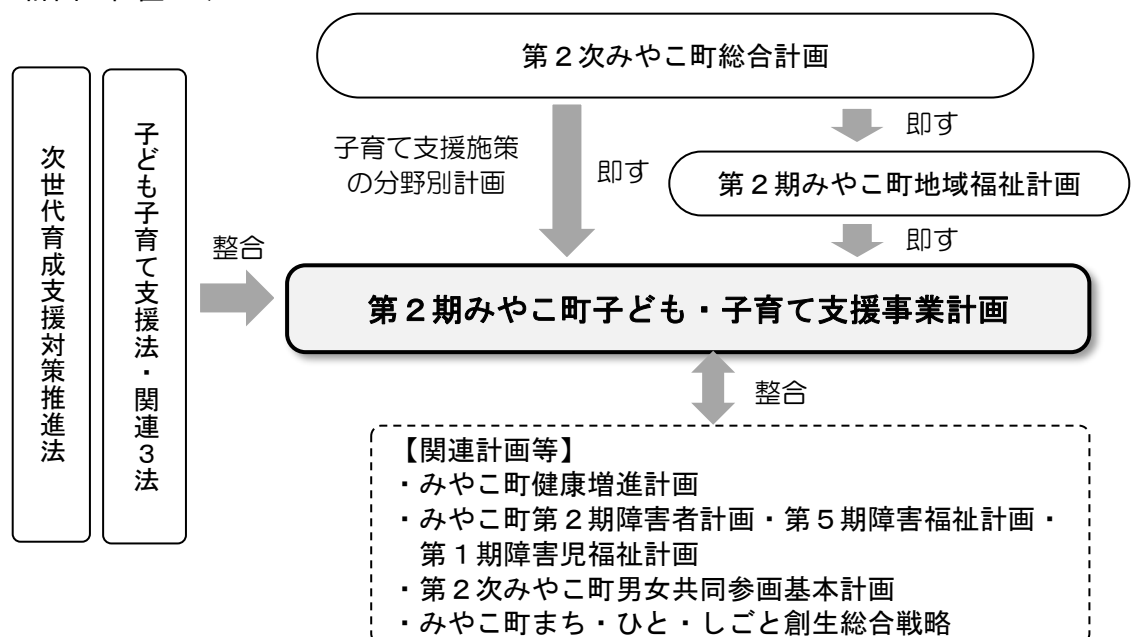 第２次みやこ町総合計画
次世代育成支援対策推進法
子ども子育て支援法・関連３法
子育て支援施策
の分野別計画
即す
即す
第２期みやこ町地域福祉計画
即す
整合
第２期みやこ町子ども・子育て支援事業計画
整合
【関連計画等】
・みやこ町健康増進計画
・みやこ町第２期障害者計画・第５期障害福祉計画・
第１期障害児福祉計画
・第２次みやこ町男女共同参画基本計画
・みやこ町まち・ひと・しごと創生総合戦略